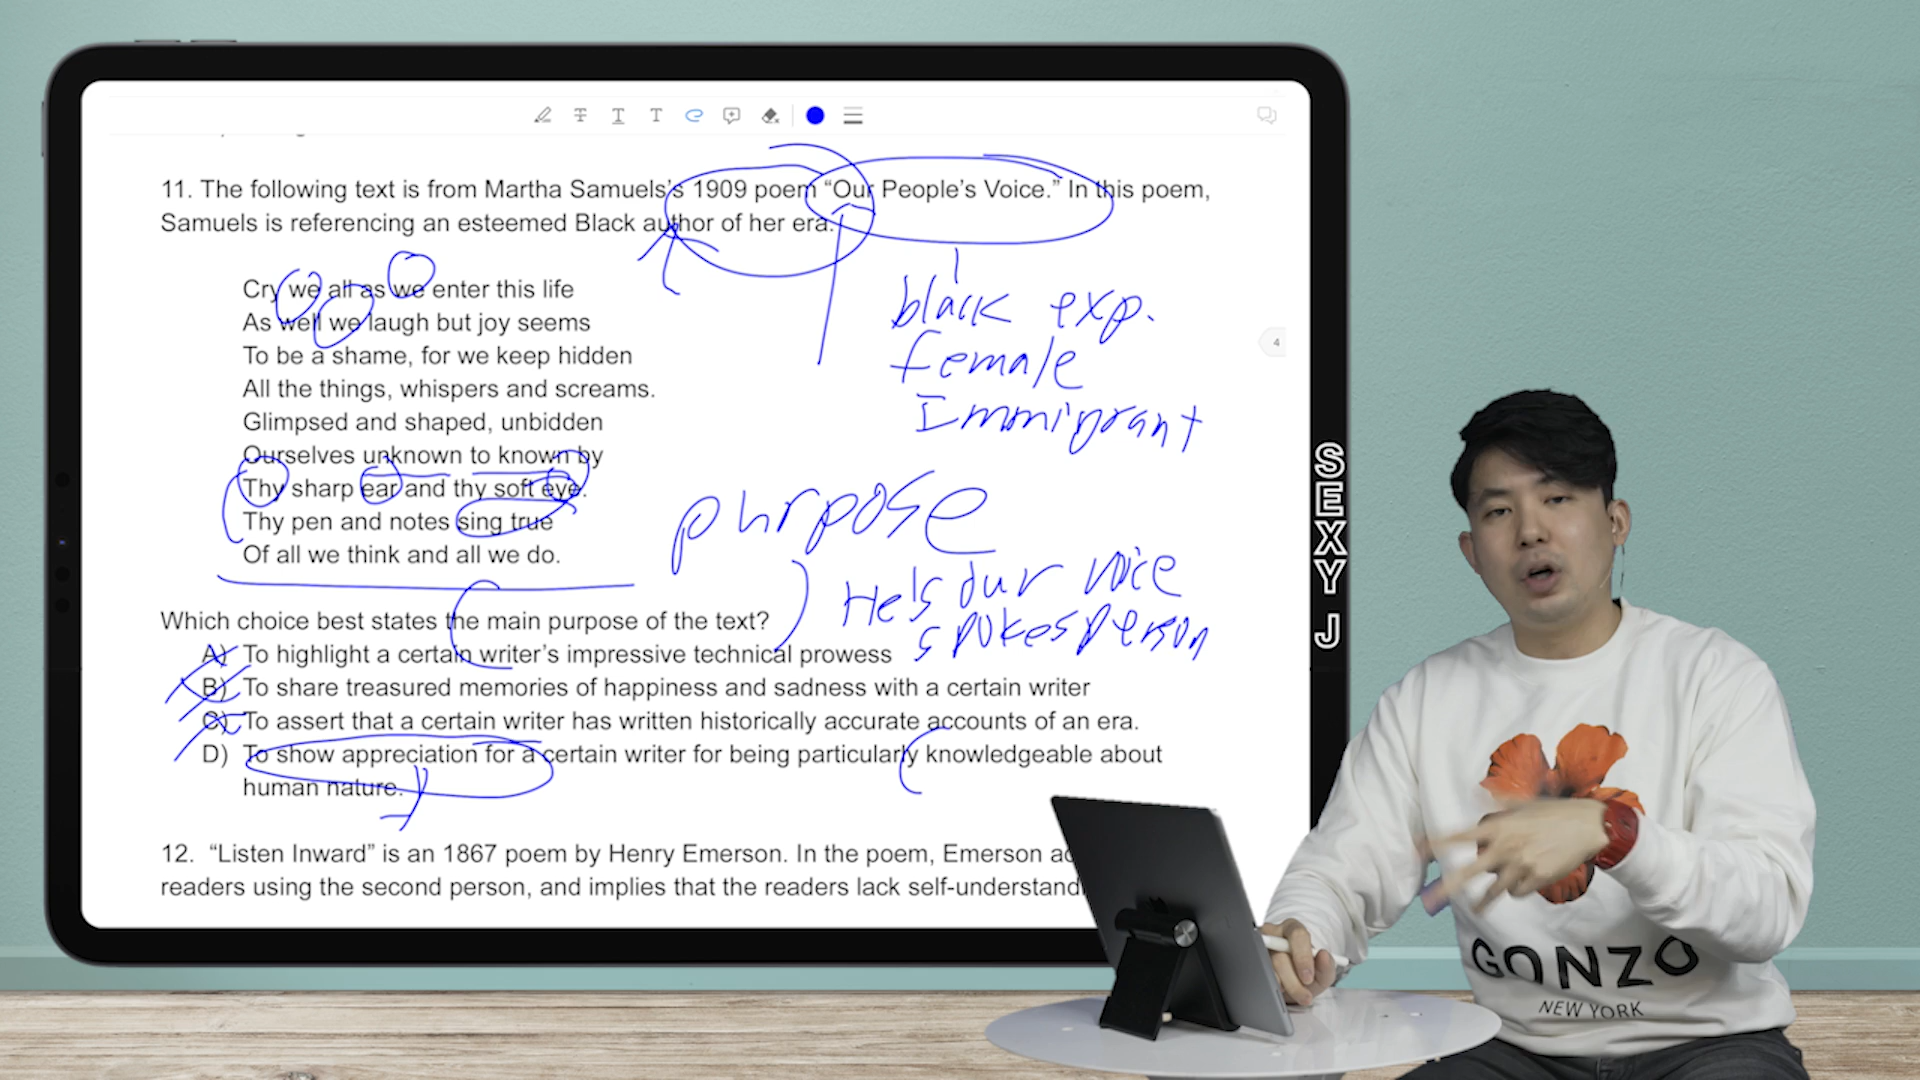 11. The following text is from Martha Samuels's 1909 poem “Our People's Voice.” In this poem,
Samuels is referencing an esteemed Black author of her era.
Cry we all as we enter this life
As well we laugh but joy seems
To be a shame, for we keep hidden
All the things, whispers and screams.
Glimpsed and shaped, unbidden
Ourselves unknown to known by
Thy sharp ear and thy soft eye.
Thy pen and notes sing true
Of all we think and all we do.
black exp.
female
Immigrant
purpose
He's our voice
spokesperson
Which choice best states the main purpose of the text?
A) To highlight a certain writer's impressive technical prowess
B) To share treasured memories of happiness and sadness with a certain writer
C) To assert that a certain writer has written historically accurate accounts of an era.
D) To show appreciation for a certain writer for being particularly knowledgeable about
human nature.
12. “Listen Inward” is an 1867 poem by Henry Emerson. In the poem, Emerson
readers using the second person, and implies that the readers lack
4
SEXY J
GONZO
NEW YORK